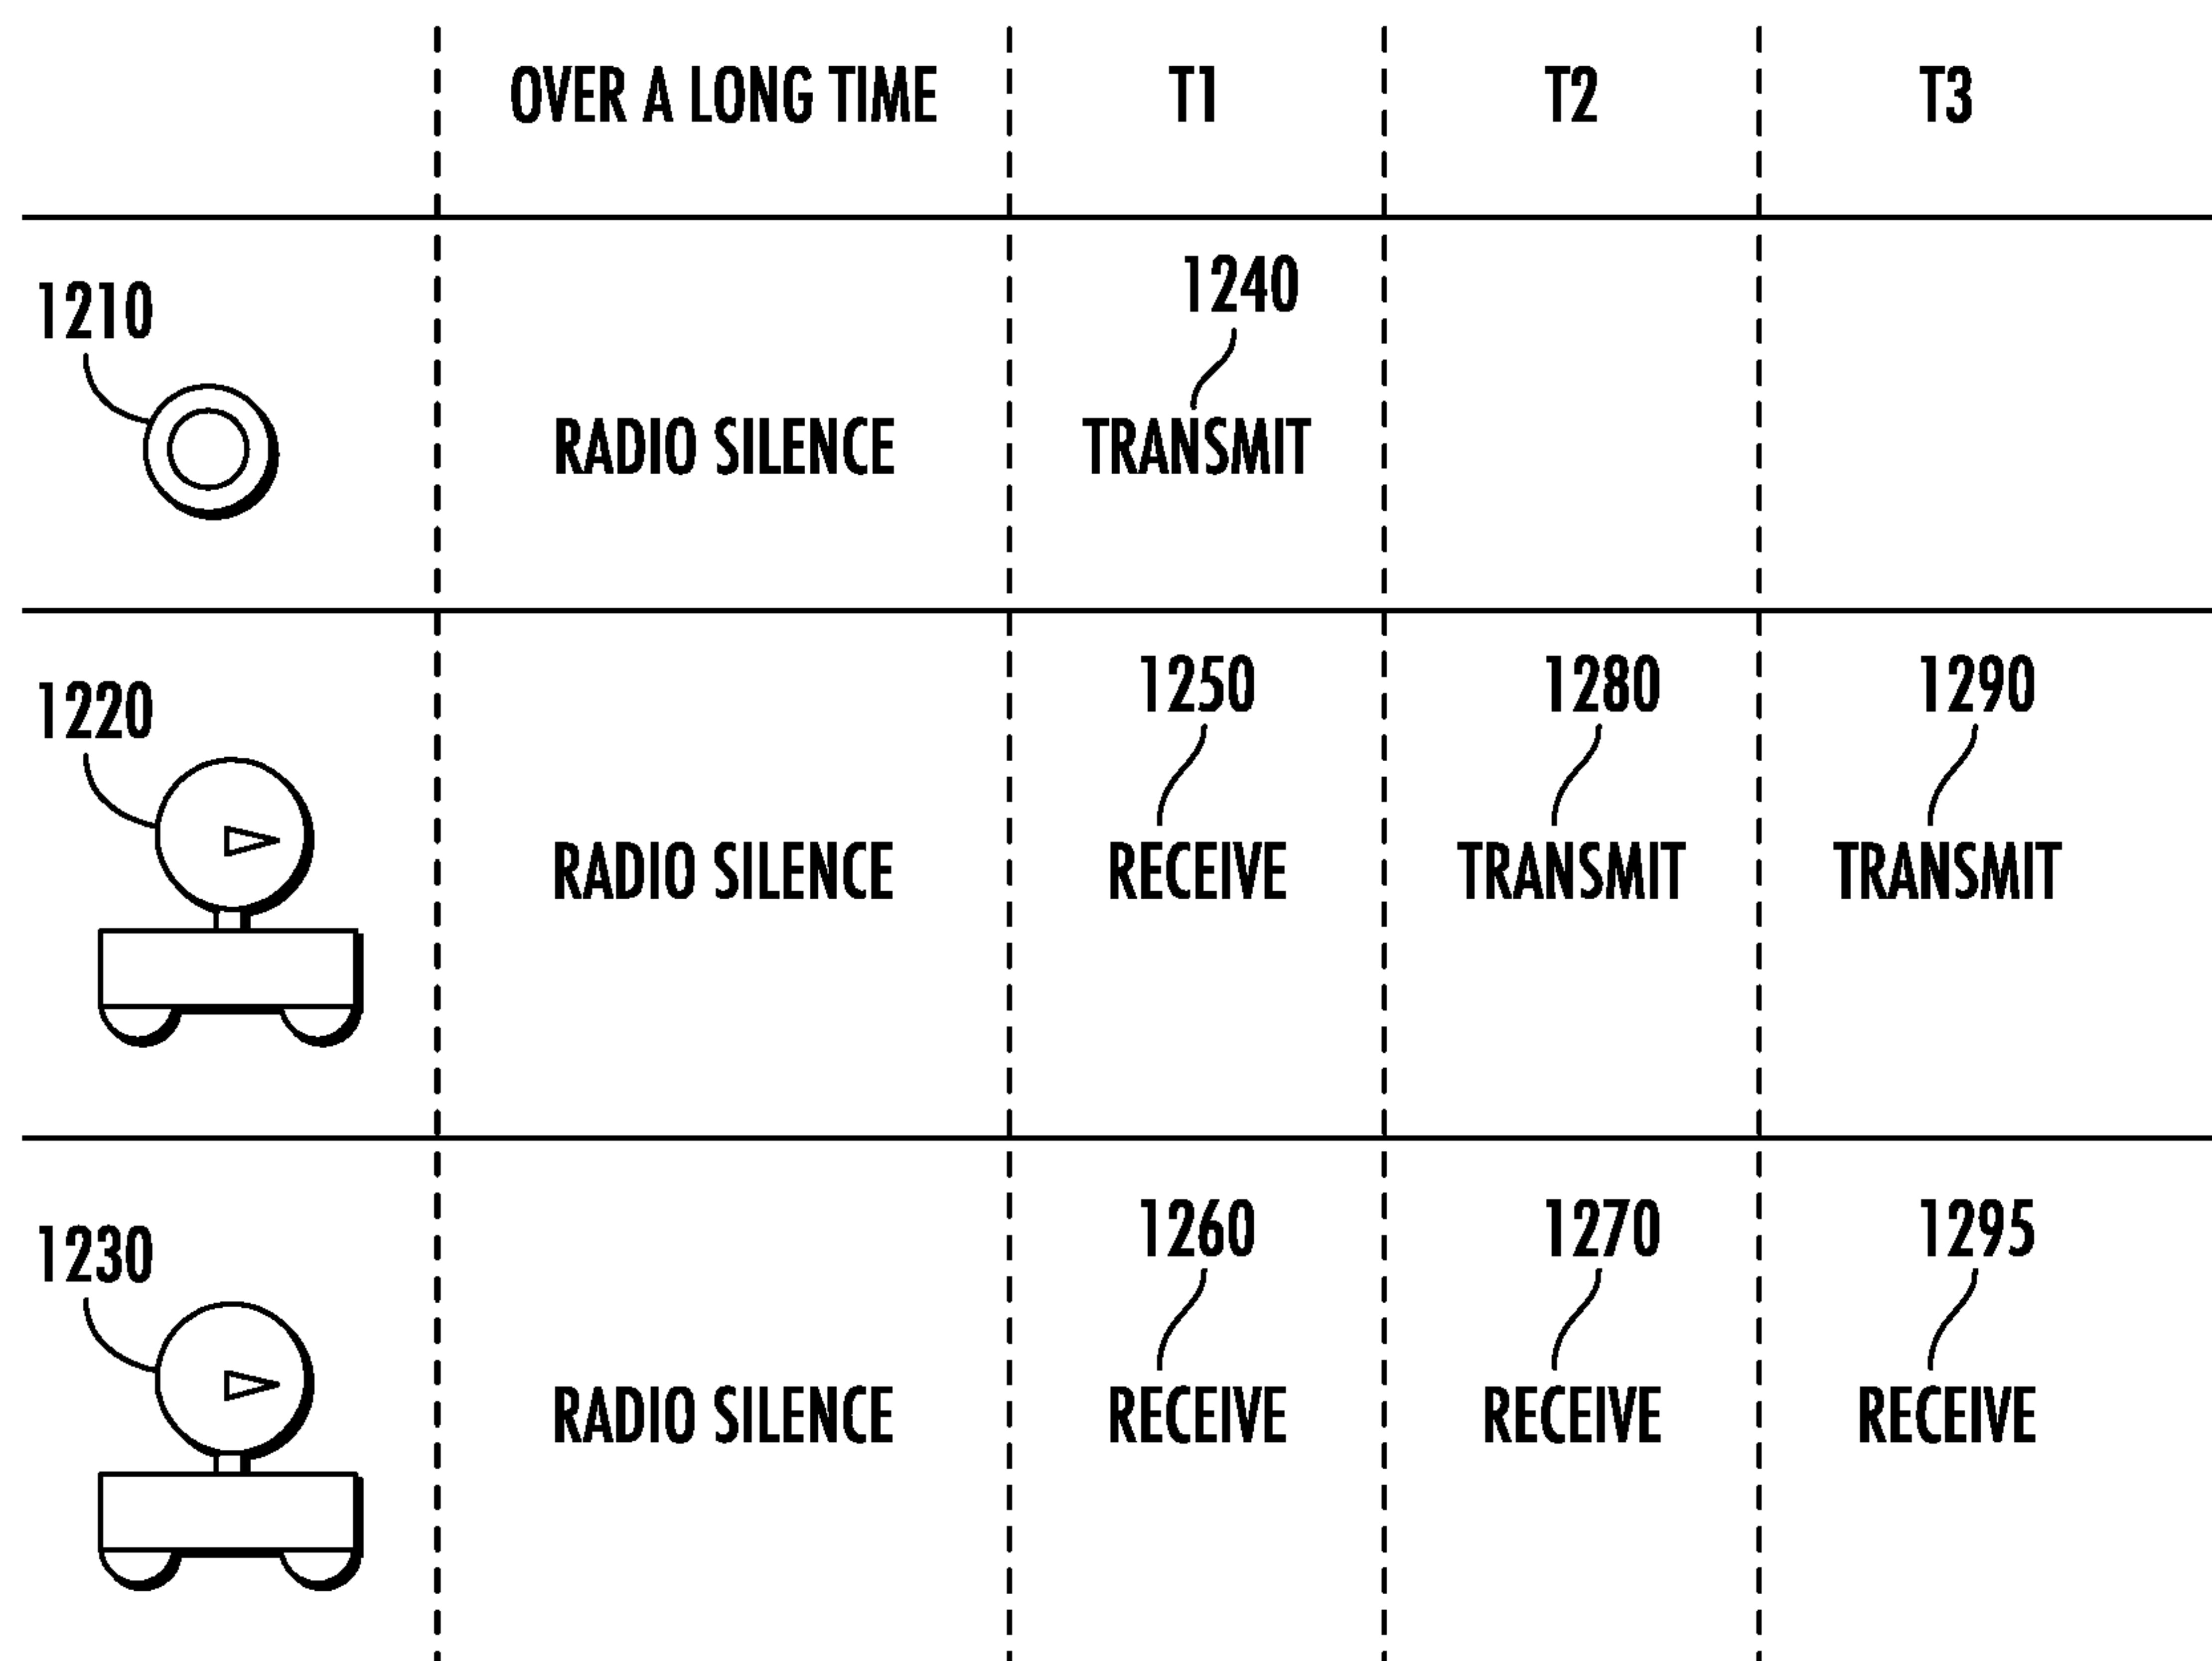 OVER A LONG TIME T1 T2 T3
1210
1240
RADIO SILENCE TRANSMIT
1220
1250 1280 1290
RADIO SILENCE RECEIVE TRANSMIT TRANSMIT
1230
1260 1270 1295
RADIO SILENCE RECEIVE RECEIVE RECEIVE